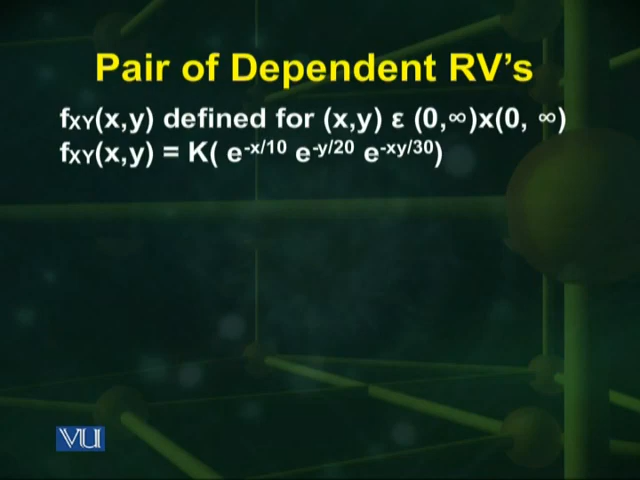 Pair of Dependent RV's
fXY(x,y) defined for (x,y) ε (0,∞)x(0, ∞)
fXY(x,y) = K( e-x/10 e-y/20 e-xy/30)
VU